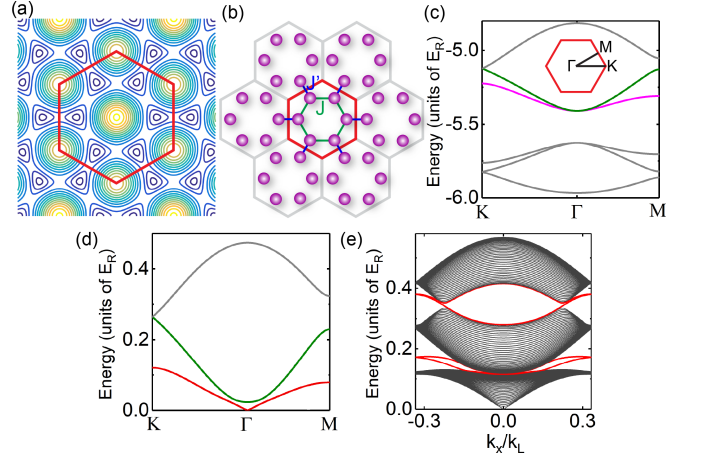 (a)
(b)
J'
J
(c)
Energy (units of E_R)
-5.0
-5.5
-6.0
M
Γ
K
K
Γ
M
(d)
Energy (units of E_R)
0.4
0.2
0.0
K
Γ
M
(e)
Energy (units of E_R)
0.4
0.2
0.0
-0.3
0.0
0.3
k_x/k_L